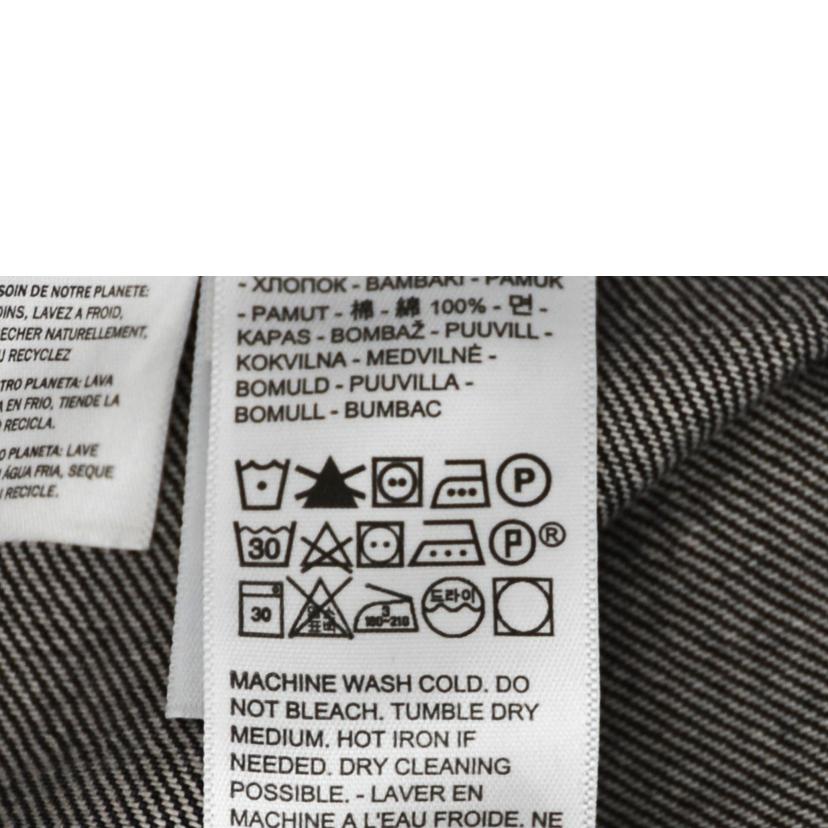 SOIN DE NOTRE PLANETE:
OINS, LAVEZ A FROID,
ECHER NATURELLEMENT,
U RECYCLEZ
TRO PLANETA: LAVA
A EN FRIO, TIENDE LA
RECICLA.
O PLANETA: LAVE
ÁGUA FRIA, SEQUE
RECICLE.
- ХЛОПОК - BAMBAKI - PAMUK
- PAMUT - 棉 - 綿 100% - 면 -
KAPAS - BOMBAŽ - PUUVILL -
KOKVILNA - MEDVILNĖ -
BOMULD - PUUVILLA -
BOMULL - BUMBAC
P
30 P ®
30 3 180~210 드라이
MACHINE WASH COLD. DO
NOT BLEACH. TUMBLE DRY
MEDIUM. HOT IRON IF
NEEDED. DRY CLEANING
POSSIBLE. - LAVER EN
MACHINE A L'EAU FROIDE. NE